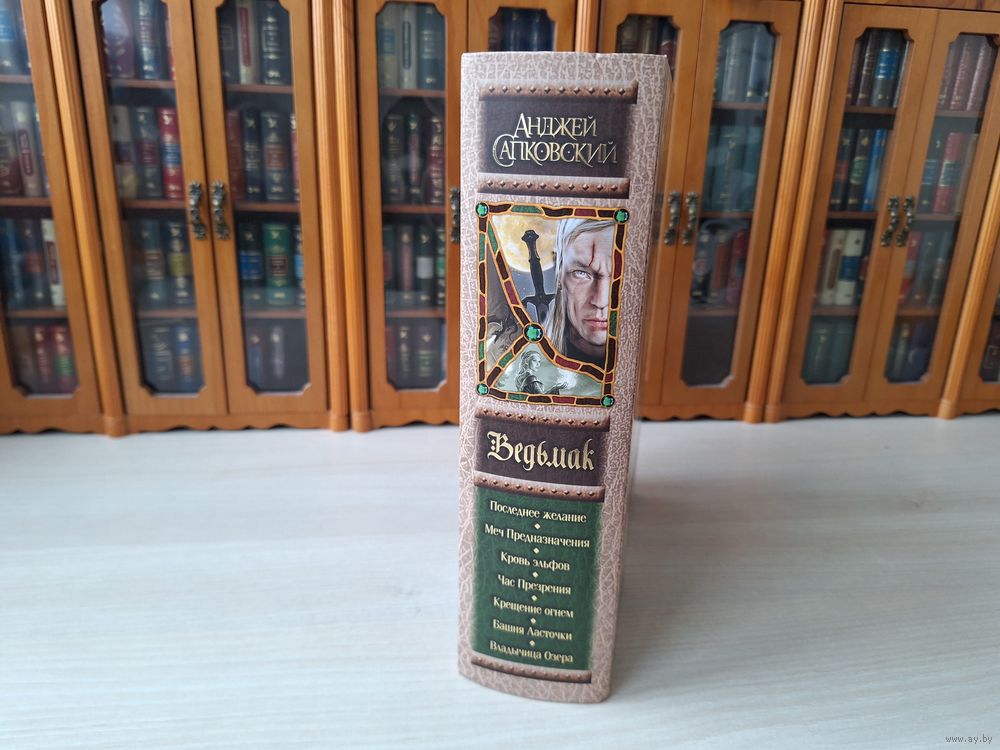 Анджей
Сапковский
Ведьмак
Последнее желание
Меч Предназначения
Кровь эльфов
Час Презрения
Крещение огнем
Башня Ласточки
Владычица Озера
www.ay.by